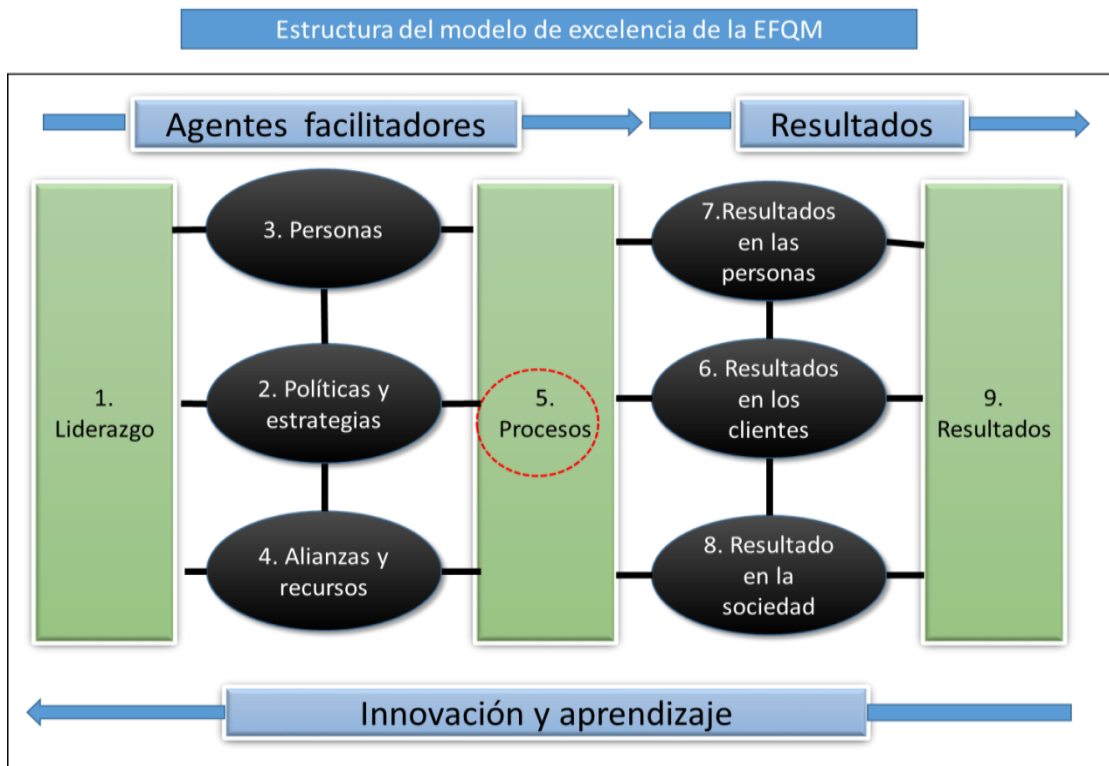 Estructura del modelo de excelencia de la EFQM
Agentes facilitadores
Resultados
1.
Liderazgo
3. Personas
2. Políticas y
estrategias
4. Alianzas y
recursos
5.
Procesos
7.Resultados
en las
personas
6. Resultados
en los
clientes
8. Resultado
en la
sociedad
9.
Resultados
Innovación y aprendizaje